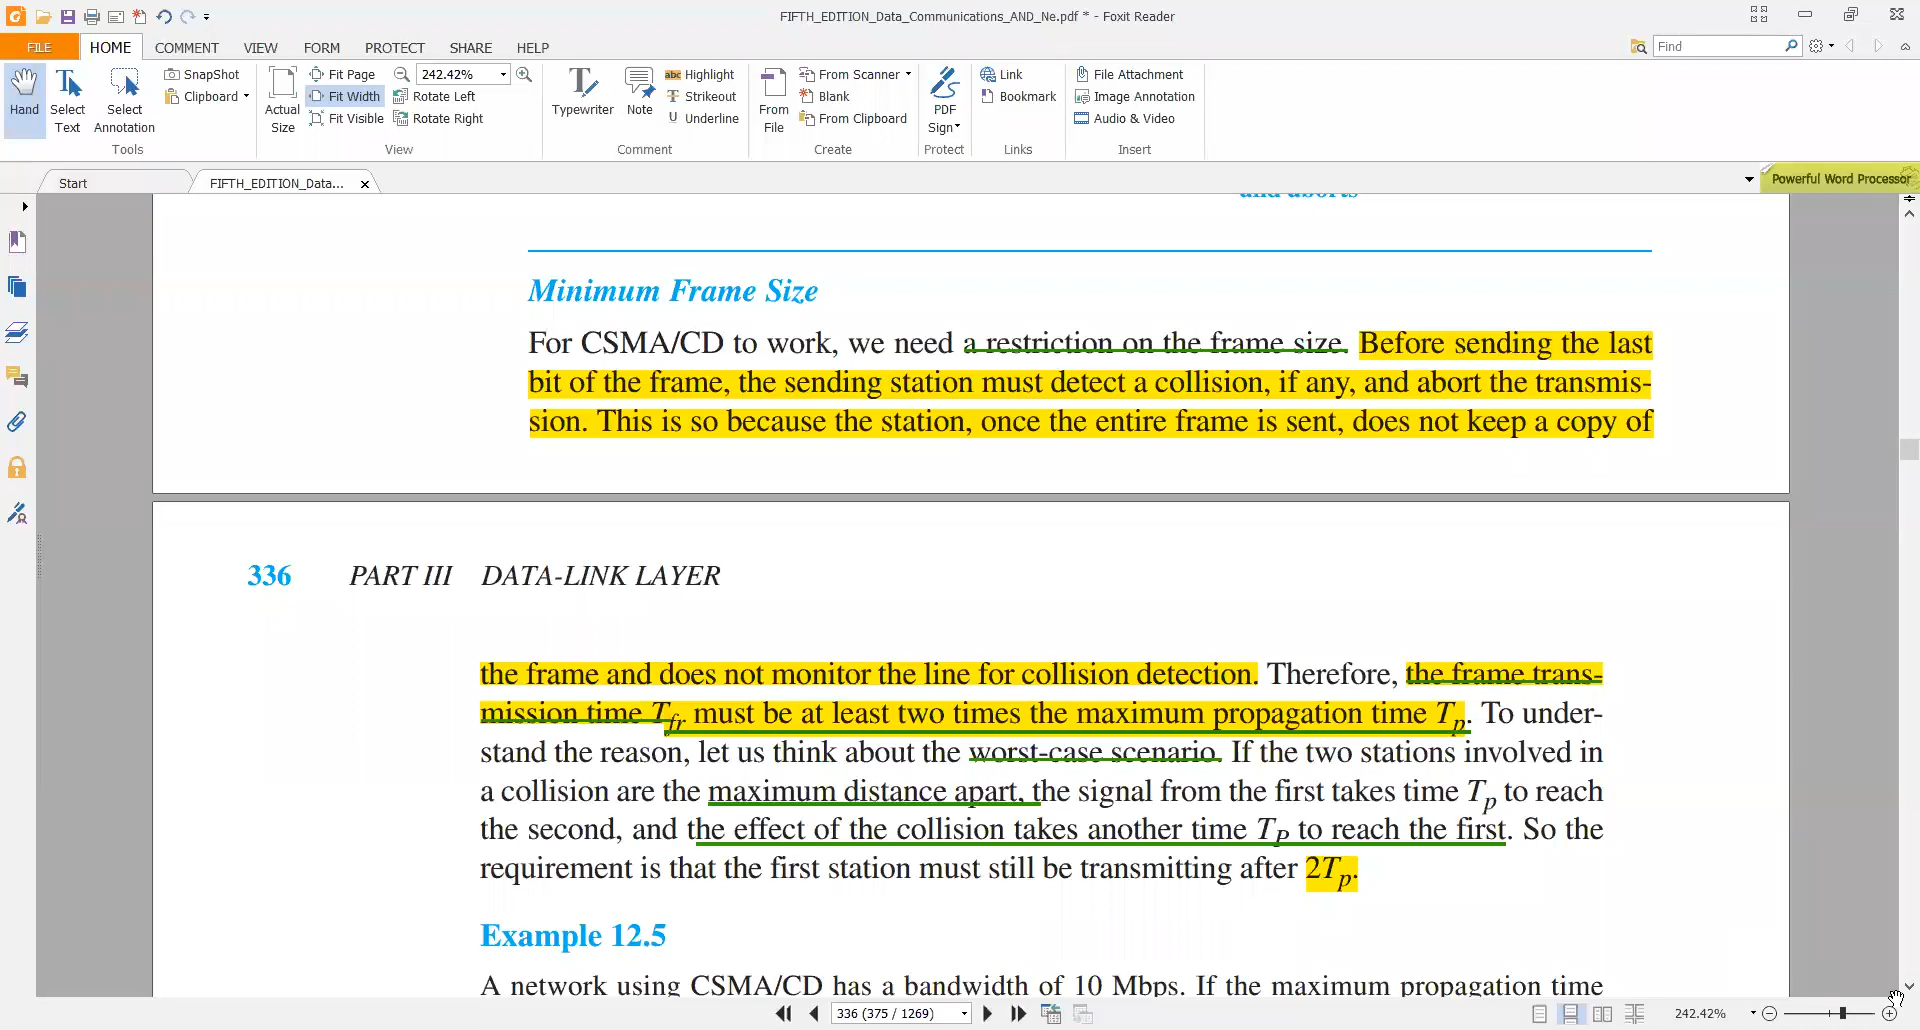 FIFTH_EDITION_Data_Communications_AND_Ne.pdf * - Foxit Reader
FILE HOME COMMENT VIEW FORM PROTECT SHARE HELP
Find
Hand
Select Text
Select Annotation
SnapShot
Clipboard
Tools
Actual Size
Fit Page
Fit Width
Fit Visible
242.42%
Rotate Left
Rotate Right
View
Typewriter
Note
Highlight
Strikeout
Underline
Comment
From File
From Scanner
Blank
From Clipboard
Create
PDF Sign
Protect
Link
Bookmark
Links
File Attachment
Image Annotation
Audio & Video
Insert
Start
FIFTH_EDITION_Data...
Powerful Word Processor
and aborts
Minimum Frame Size
For CSMA/CD to work, we need a restriction on the frame size. Before sending the last
bit of the frame, the sending station must detect a collision, if any, and abort the transmis-
sion. This is so because the station, once the entire frame is sent, does not keep a copy of
336 PART III DATA-LINK LAYER
the frame and does not monitor the line for collision detection. Therefore, the frame trans-
mission time Tfr must be at least two times the maximum propagation time Tp. To under-
stand the reason, let us think about the worst-case scenario. If the two stations involved in
a collision are the maximum distance apart, the signal from the first takes time Tp to reach
the second, and the effect of the collision takes another time TP to reach the first. So the
requirement is that the first station must still be transmitting after 2Tp.
Example 12.5
A network using CSMA/CD has a bandwidth of 10 Mbps. If the maximum propagation time
336 (375 / 1269)
242.42%